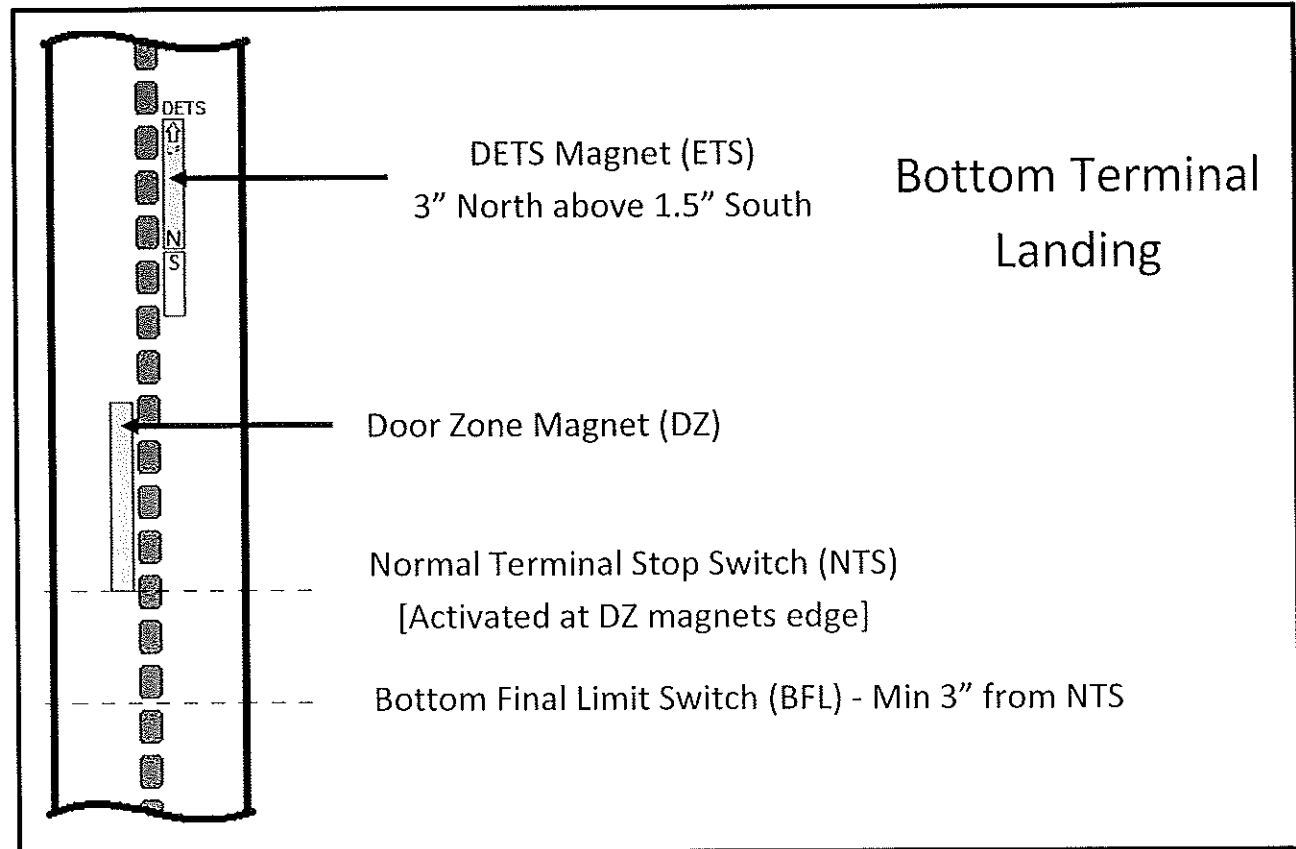 DETS
N
S
DETS Magnet (ETS)
3” North above 1.5” South
Bottom Terminal
Landing
Door Zone Magnet (DZ)
Normal Terminal Stop Switch (NTS)
[Activated at DZ magnets edge]
Bottom Final Limit Switch (BFL) - Min 3” from NTS